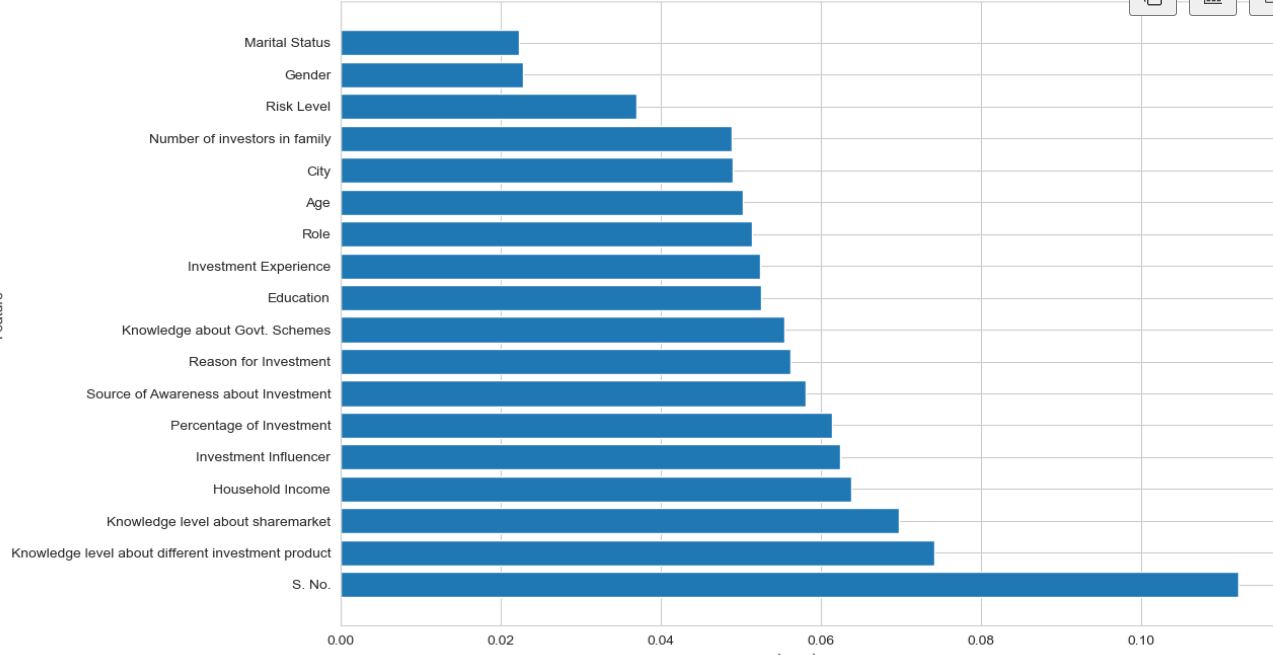 Marital Status
Gender
Risk Level
Number of investors in family
City
Age
Role
Investment Experience
Education
Knowledge about Govt. Schemes
Reason for Investment
Source of Awareness about Investment
Percentage of Investment
Investment Influencer
Household Income
Knowledge level about sharemarket
Knowledge level about different investment product
S. No.
0.00 0.02 0.04 0.06 0.08 0.10